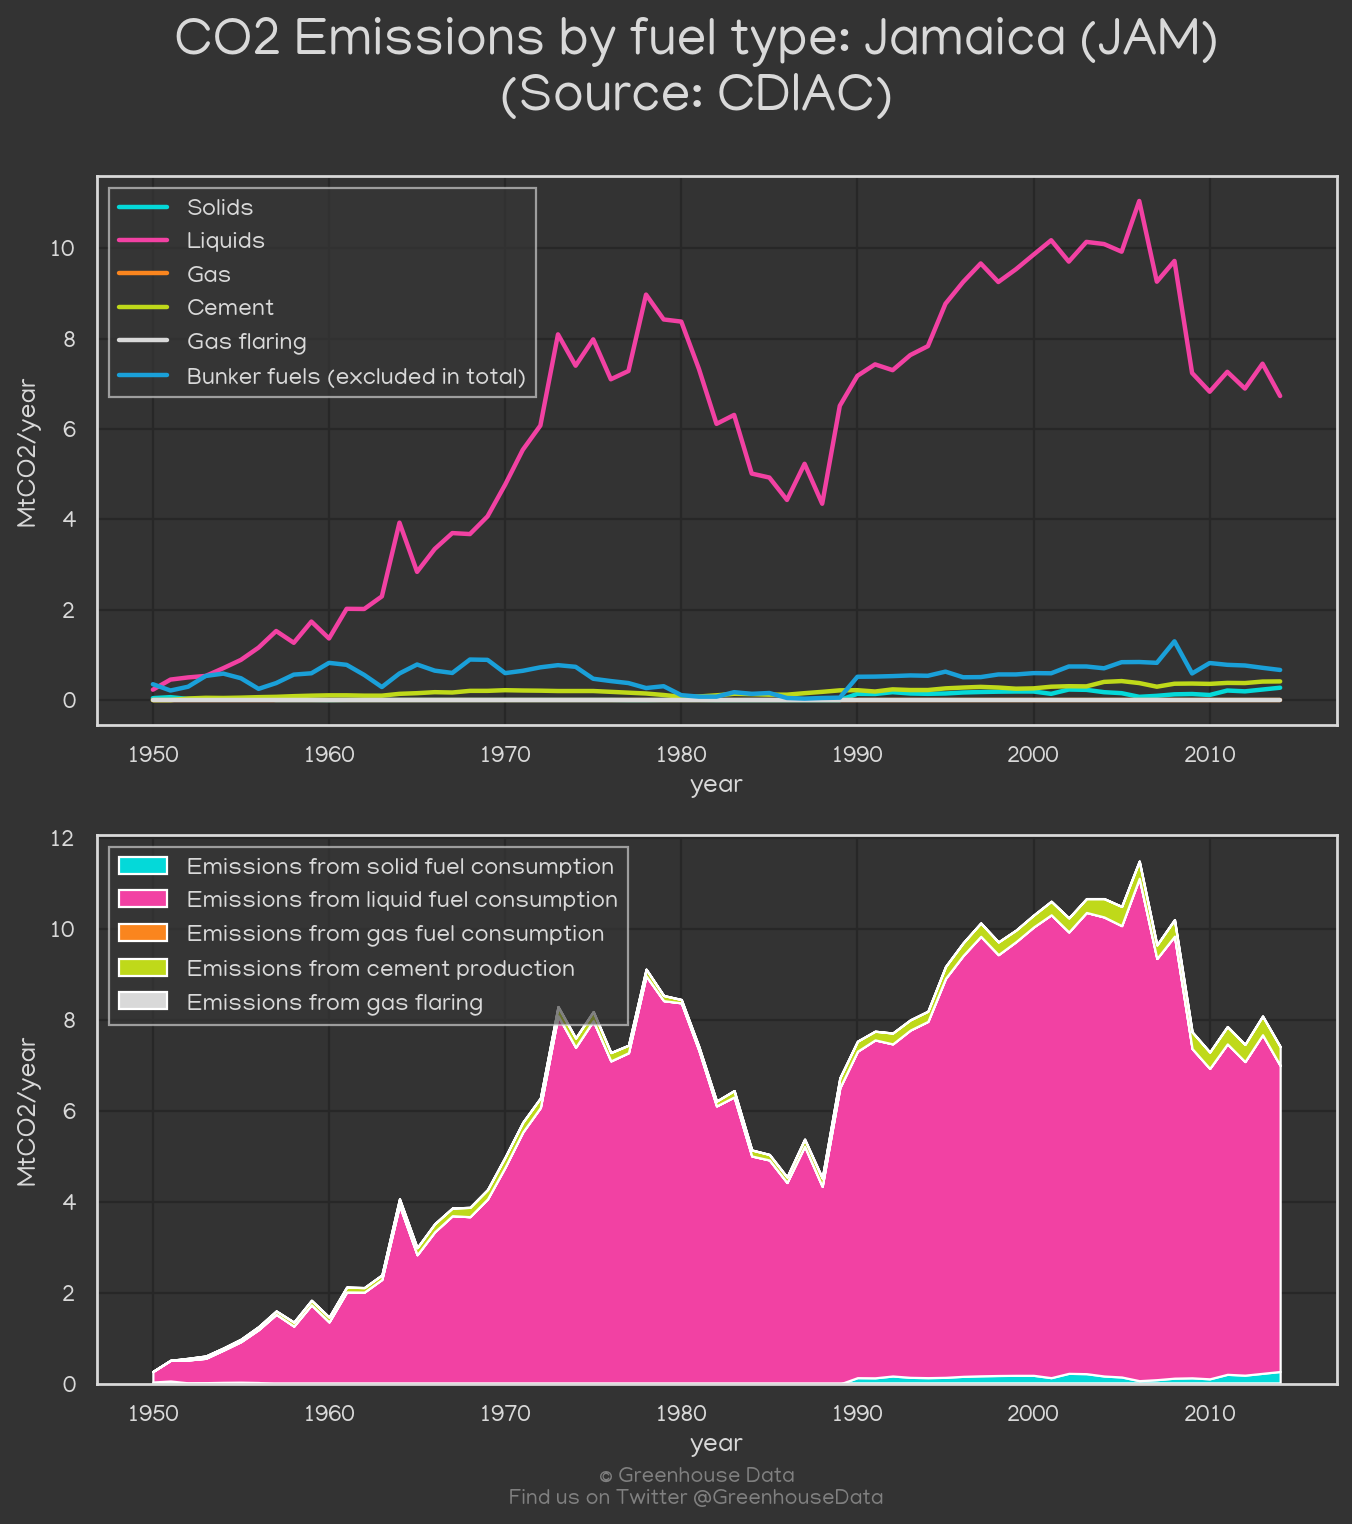 CO2 Emissions by fuel type: Jamaica (JAM)
(Source: CDIAC)
Solids
Liquids
Gas
Cement
Gas flaring
Bunker fuels (excluded in total)
MtCO2/year
10
8
6
4
2
0
1950 1960 1970 1980 1990 2000 2010
year
Emissions from solid fuel consumption
Emissions from liquid fuel consumption
Emissions from gas fuel consumption
Emissions from cement production
Emissions from gas flaring
MtCO2/year
12
10
8
6
4
2
0
1950 1960 1970 1980 1990 2000 2010
year
© Greenhouse Data
Find us on Twitter @GreenhouseData